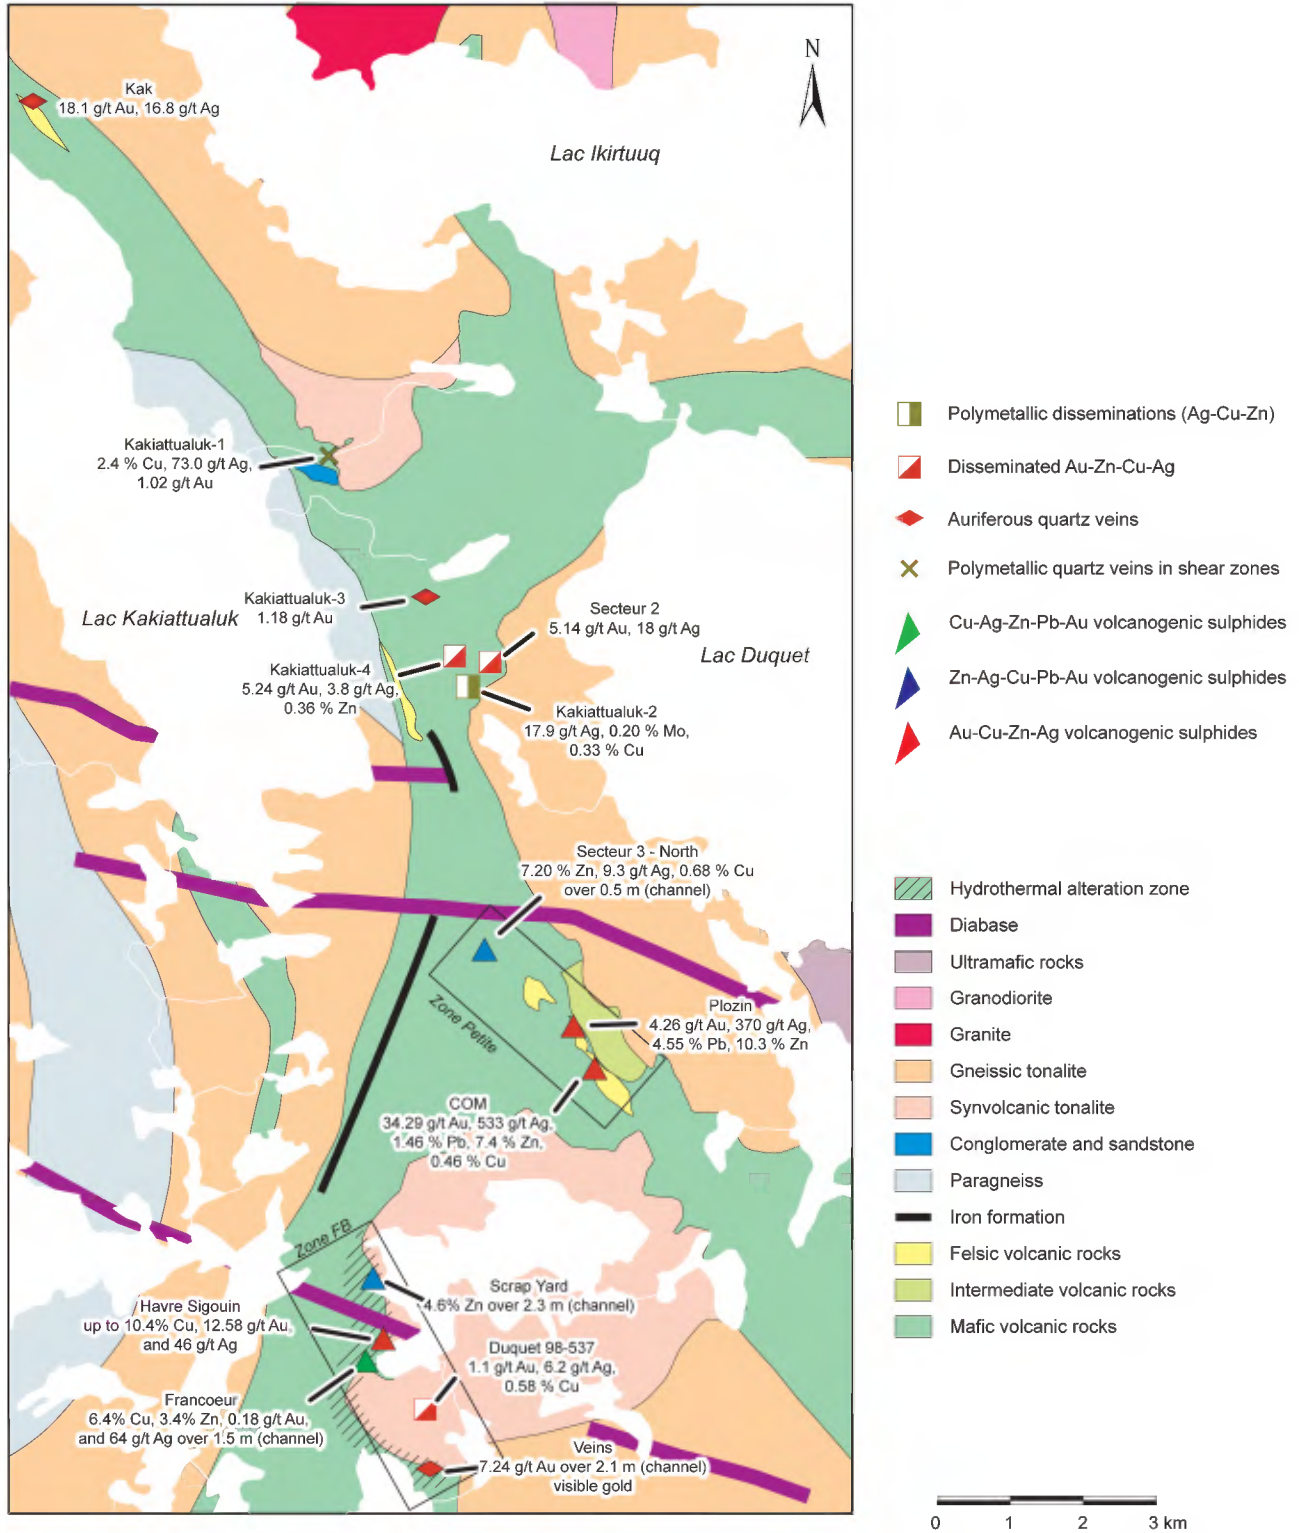 N
Kak
18.1 g/t Au, 16.8 g/t Ag
Lac Ikirtuuq
Kakiattualuk-1
2.4 % Cu, 73.0 g/t Ag,
1.02 g/t Au
Kakiattualuk-3
1.18 g/t Au
Lac Kakiattualuk
Secteur 2
5.14 g/t Au, 18 g/t Ag
Lac Duquet
Kakiattualuk-4
5.24 g/t Au, 3.8 g/t Ag,
0.36 % Zn
Kakiattualuk-2
17.9 g/t Ag, 0.20 % Mo,
0.33 % Cu
Secteur 3 - North
7.20 % Zn, 9.3 g/t Ag, 0.68 % Cu
over 0.5 m (channel)
Zone Petite
Plozin
4.26 g/t Au, 370 g/t Ag,
4.55 % Pb, 10.3 % Zn
COM
34.29 g/t Au, 533 g/t Ag,
1.46 % Pb, 7.4 % Zn,
0.46 % Cu
Zone FB
Scrap Yard
4.6% Zn over 2.3 m (channel)
Havre Sigouin
up to 10.4% Cu, 12.58 g/t Au,
and 46 g/t Ag
Duquet 98-537
1.1 g/t Au, 6.2 g/t Ag,
0.58 % Cu
Francoeur
6.4% Cu, 3.4% Zn, 0.18 g/t Au,
and 64 g/t Ag over 1.5 m (channel)
Veins
7.24 g/t Au over 2.1 m (channel)
visible gold
Polymetallic disseminations (Ag-Cu-Zn)
Disseminated Au-Zn-Cu-Ag
Auriferous quartz veins
Polymetallic quartz veins in shear zones
Cu-Ag-Zn-Pb-Au volcanogenic sulphides
Zn-Ag-Cu-Pb-Au volcanogenic sulphides
Au-Cu-Zn-Ag volcanogenic sulphides
Hydrothermal alteration zone
Diabase
Ultramafic rocks
Granodiorite
Granite
Gneissic tonalite
Synvolcanic tonalite
Conglomerate and sandstone
Paragneiss
Iron formation
Felsic volcanic rocks
Intermediate volcanic rocks
Mafic volcanic rocks
0 1 2 3 km